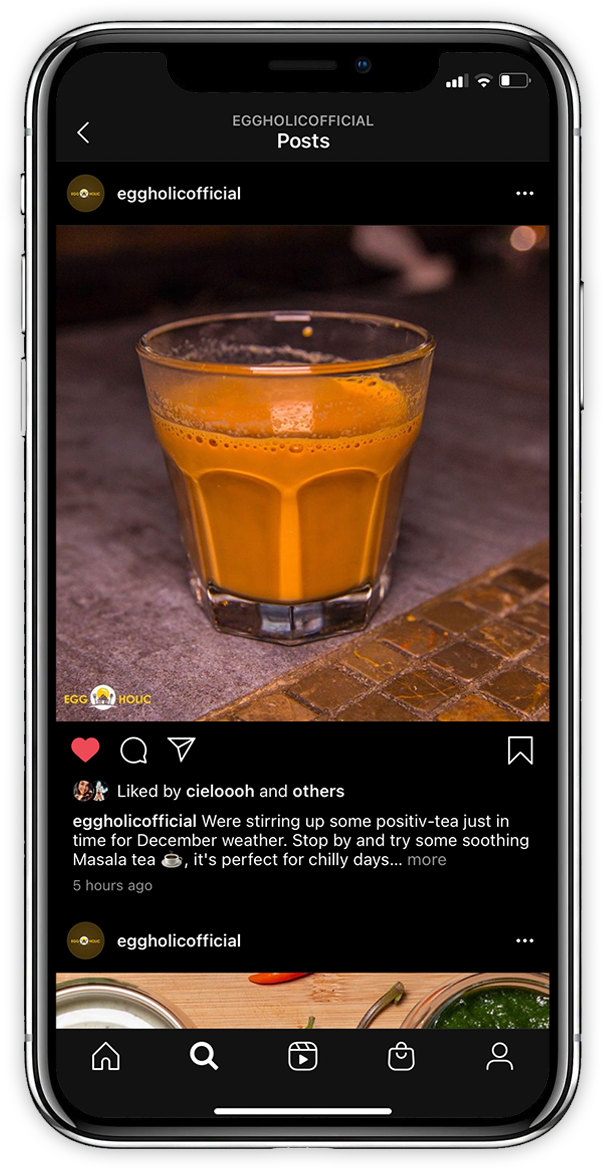 EGGHOLICOFFICIAL
Posts
eggholicofficial
EGG HOLIC
Liked by cieloooh and others
eggholicofficial Were stirring up some positiv-tea just in
time for December weather. Stop by and try some soothing
Masala tea ☕, it's perfect for chilly days... more
5 hours ago
eggholicofficial